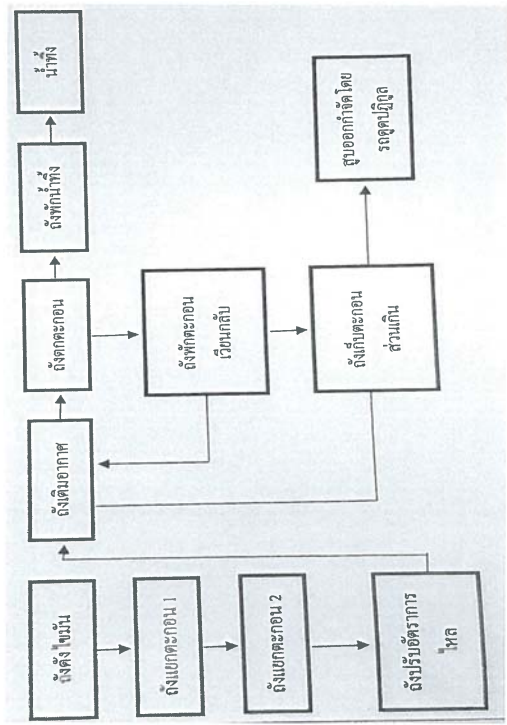 ถังดักไขมัน
ถังแยกตะกอน 1
ถังแยกตะกอน 2
ถังปรับอัตราการ
ไหล
ถังเติมอากาศ
ถังตกตะกอน
ถังพักน้ำทิ้ง
น้ำทิ้ง
ถังพักตะกอน
เวียนกลับ
ถังเก็บตะกอน
ส่วนเกิน
สูบออกกำจัดโดย
รถดูดปฏิกูล